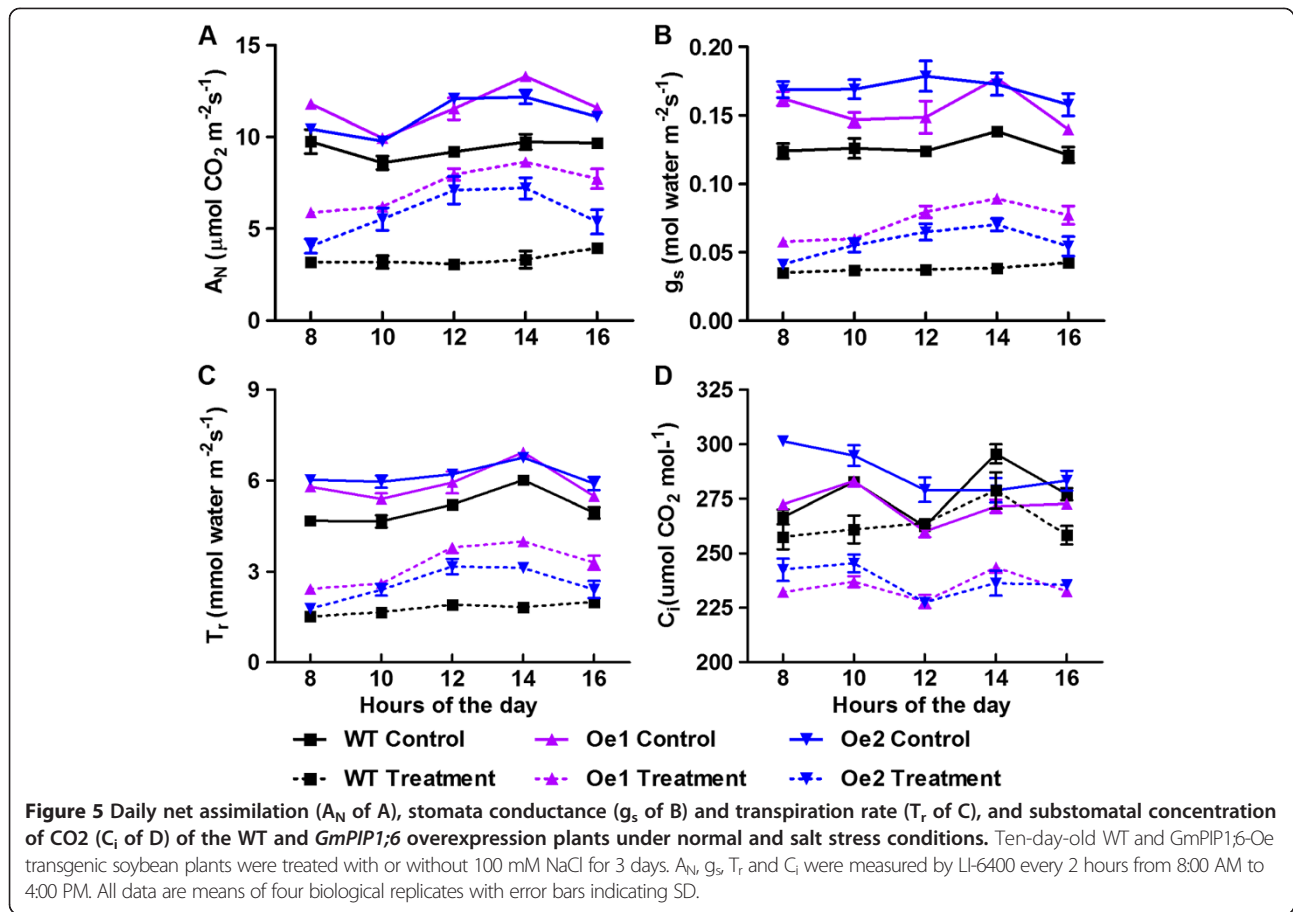 A
B
15
10
5
0
A_N (μmol CO2 m-2s-1)
8 10 12 14 16
0.20
0.15
0.10
0.05
0.00
g_s (mol water m-2s-1)
8 10 12 14 16
C
D
9
6
3
0
T_r (mmol water m-2s-1)
8 10 12 14 16
Hours of the day
325
300
275
250
225
200
C_i(umol CO2 mol-1)
8 10 12 14 16
Hours of the day
WT Control Oe1 Control Oe2 Control
WT Treatment Oe1 Treatment Oe2 Treatment
Figure 5 Daily net assimilation (A_N of A), stomata conductance (g_s of B) and transpiration rate (T_r of C), and substomatal concentration
of CO2 (C_i of D) of the WT and GmPIP1;6 overexpression plants under normal and salt stress conditions. Ten-day-old WT and GmPIP1;6-Oe
transgenic soybean plants were treated with or without 100 mM NaCl for 3 days. A_N, g_s, T_r and C_i were measured by LI-6400 every 2 hours from 8:00 AM to
4:00 PM. All data are means of four biological replicates with error bars indicating SD.